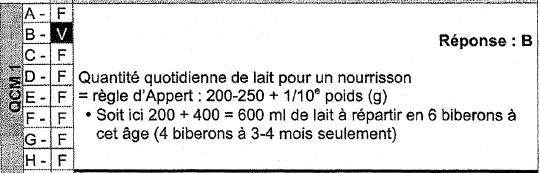 QCM 1
A - F
B - V
C - F
D - F
E - F
F - F
G - F
H - F
Réponse : B
Quantité quotidienne de lait pour un nourrisson
= règle d'Appert : 200-250 + 1/10e poids (g)
• Soit ici 200 + 400 = 600 ml de lait à répartir en 6 biberons à
cet âge (4 biberons à 3-4 mois seulement)